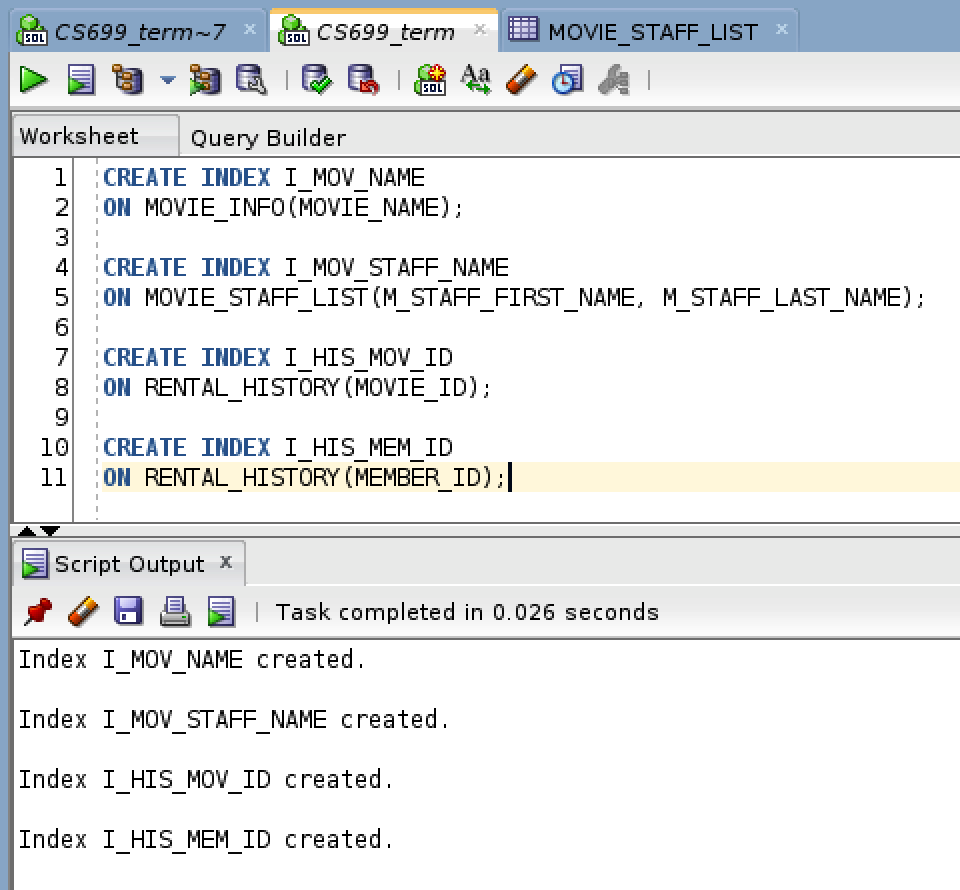 CS699_term~7 CS699_term MOVIE_STAFF_LIST
Worksheet Query Builder
1 CREATE INDEX I_MOV_NAME
2 ON MOVIE_INFO(MOVIE_NAME);
3
4 CREATE INDEX I_MOV_STAFF_NAME
5 ON MOVIE_STAFF_LIST(M_STAFF_FIRST_NAME, M_STAFF_LAST_NAME);
6
7 CREATE INDEX I_HIS_MOV_ID
8 ON RENTAL_HISTORY(MOVIE_ID);
9
10 CREATE INDEX I_HIS_MEM_ID
11 ON RENTAL_HISTORY(MEMBER_ID);
Script Output x
Task completed in 0.026 seconds
Index I_MOV_NAME created.
Index I_MOV_STAFF_NAME created.
Index I_HIS_MOV_ID created.
Index I_HIS_MEM_ID created.